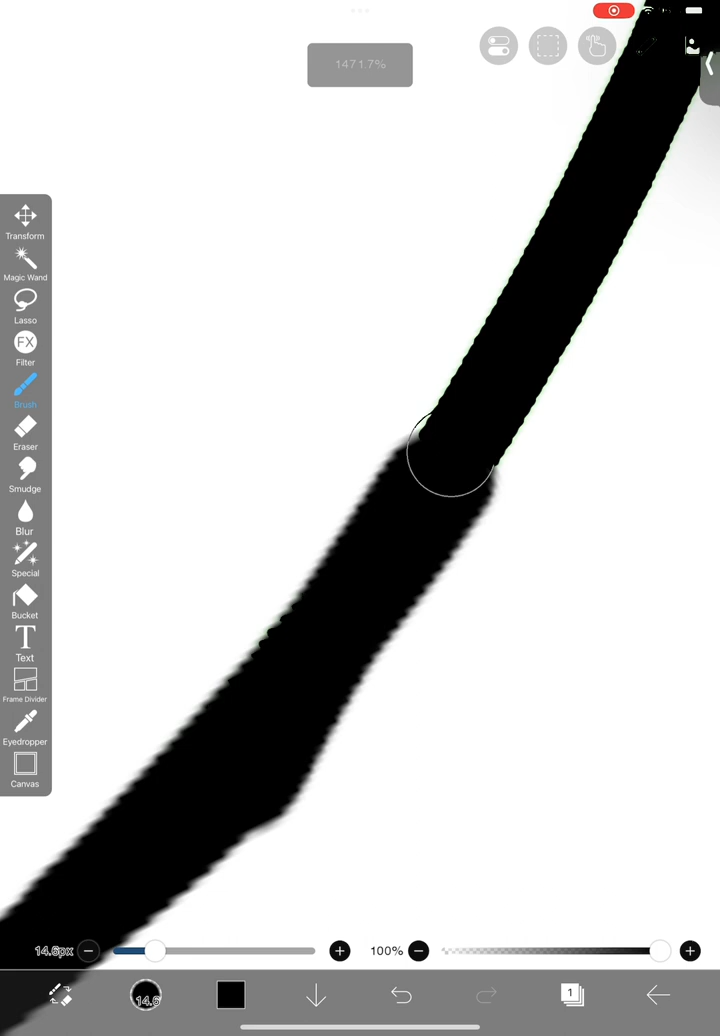 1471.7%
Transform
Magic Wand
Lasso
FX
Filter
Brush
Eraser
Smudge
Blur
Special
Bucket
T
Text
Frame Divider
Eyedropper
Canvas
14.6px
100%
14.6
1